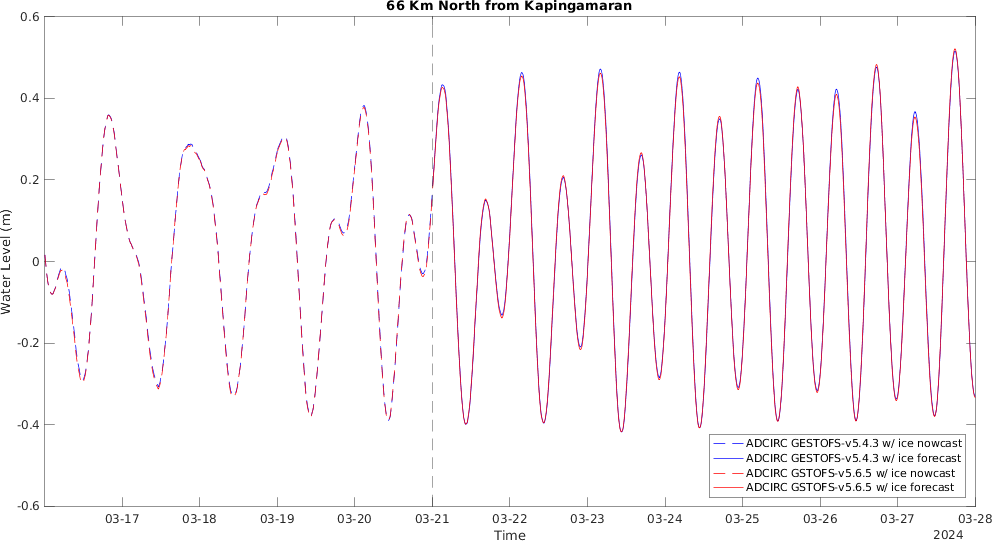 66 Km North from Kapingamaran
0.6
0.4
0.2
0
-0.2
-0.4
-0.6
Water Level (m)
03-17 03-18 03-19 03-20 03-21 03-22 03-23 03-24 03-25 03-26 03-27 03-28
Time
2024
ADCIRC GESTOFS-v5.4.3 w/ ice nowcast
ADCIRC GESTOFS-v5.4.3 w/ ice forecast
ADCIRC GSTOFS-v5.6.5 w/ ice nowcast
ADCIRC GSTOFS-v5.6.5 w/ ice forecast